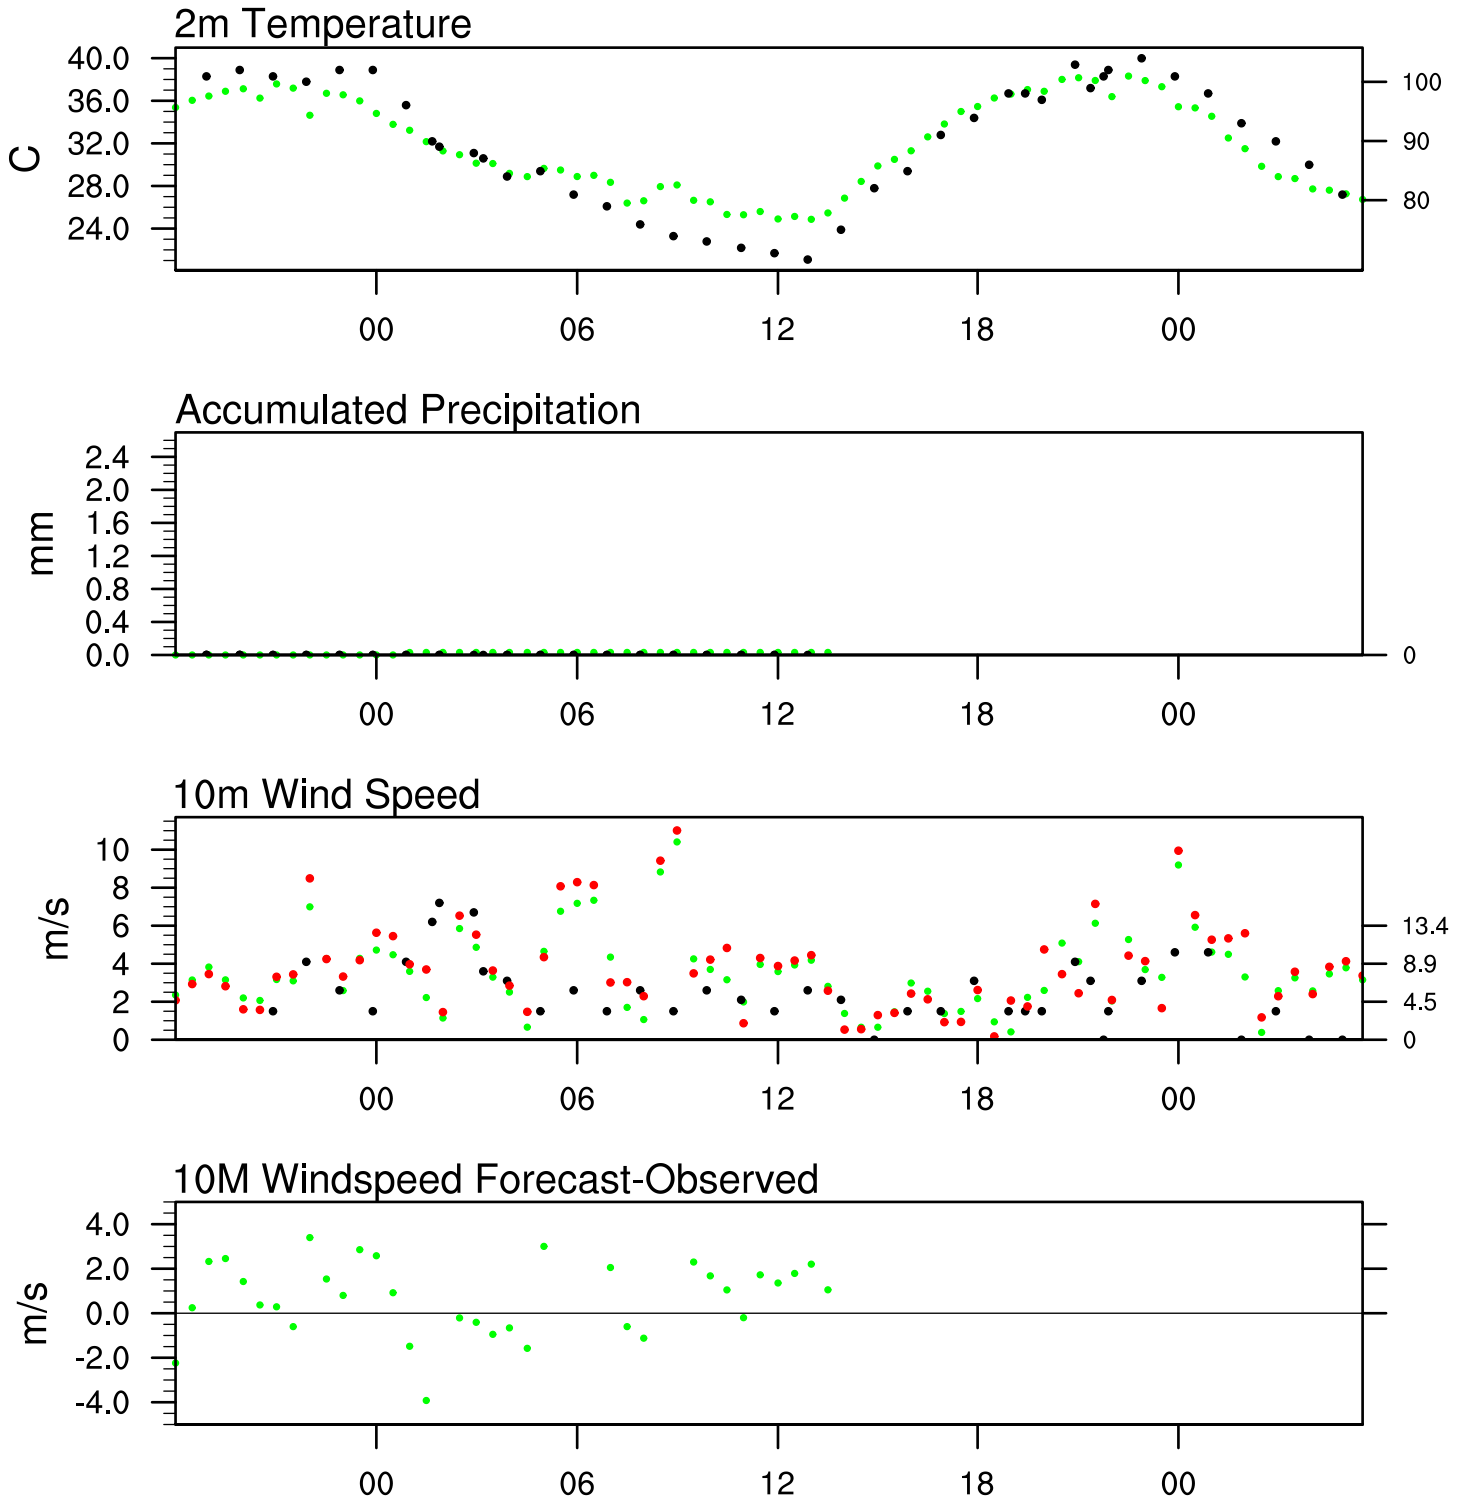 2m Temperature
40.0
36.0
32.0
28.0
24.0
C
100
90
80
00 06 12 18 00
Accumulated Precipitation
2.4
2.0
1.6
1.2
0.8
0.4
0.0
mm
0
00 06 12 18 00
10m Wind Speed
10
8
6
4
2
0
m/s
13.4
8.9
4.5
0
00 06 12 18 00
10M Windspeed Forecast-Observed
4.0
2.0
0.0
-2.0
-4.0
m/s
00 06 12 18 00